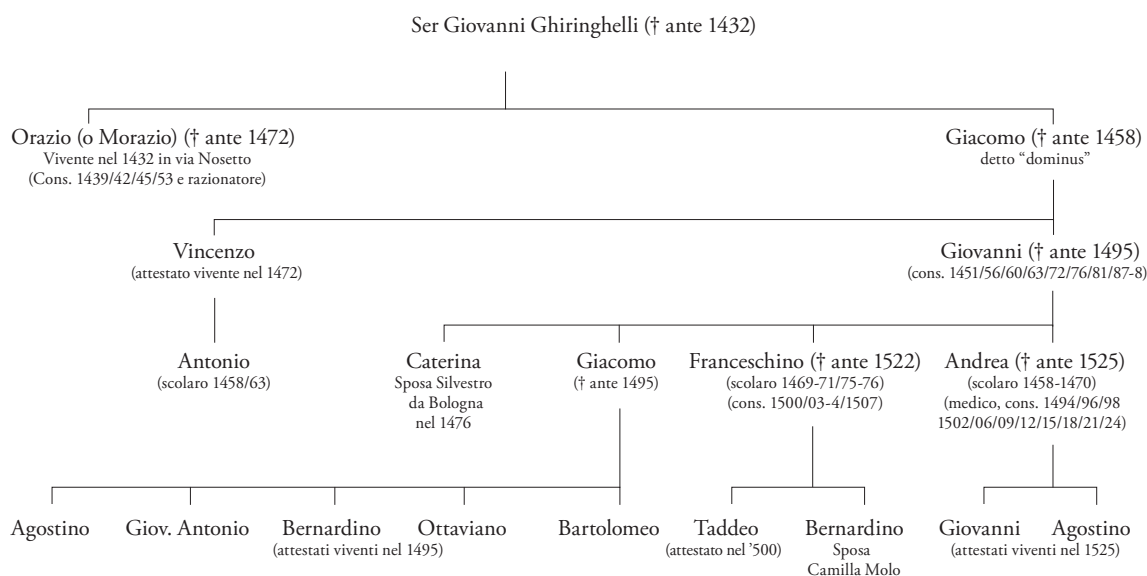 Ser Giovanni Ghiringhelli († ante 1432)
Orazio (o Morazio) († ante 1472)
Vivente nel 1432 in via Nosetto
(Cons. 1439/42/45/53 e razionatore)
Giacomo († ante 1458)
detto “dominus”
Vincenzo
(attestato vivente nel 1472)
Giovanni († ante 1495)
(cons. 1451/56/60/63/72/76/81/87-8)
Antonio
(scolaro 1458/63)
Caterina
Sposa Silvestro
da Bologna
nel 1476
Giacomo
(† ante 1495)
Franceschino († ante 1522)
(scolaro 1469-71/75-76)
(cons. 1500/03-4/1507)
Andrea († ante 1525)
(scolaro 1458-1470)
(medico, cons. 1494/96/98
1502/06/09/12/15/18/21/24)
Agostino
Giov. Antonio
Bernardino
Ottaviano
Bartolomeo
(attestati viventi nel 1495)
Taddeo
(attestato nel ’500)
Bernardino
Sposa
Camilla Molo
Giovanni
Agostino
(attestati viventi nel 1525)